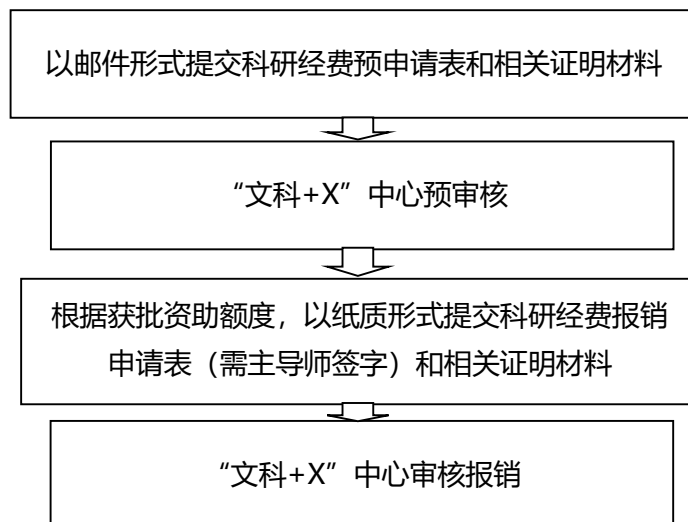 以邮件形式提交科研经费预申请表和相关证明材料
“文科+X”中心预审核
根据获批资助额度，以纸质形式提交科研经费报销
申请表（需主导师签字）和相关证明材料
“文科+X”中心审核报销